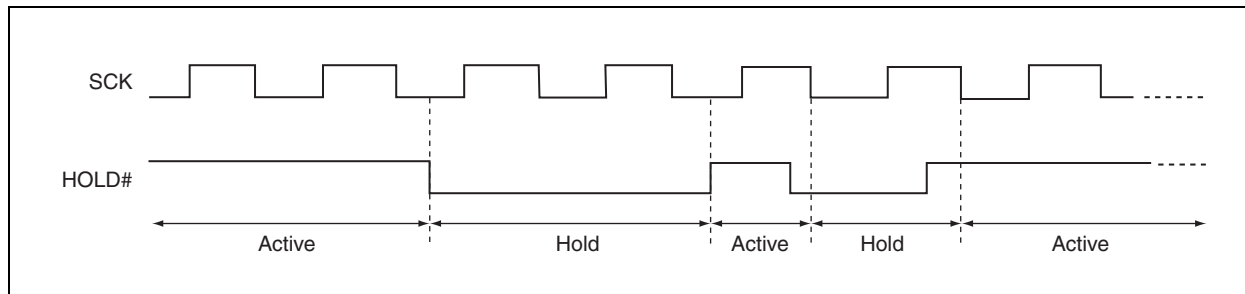 SCK
HOLD#
Active
Hold
Active
Hold
Active